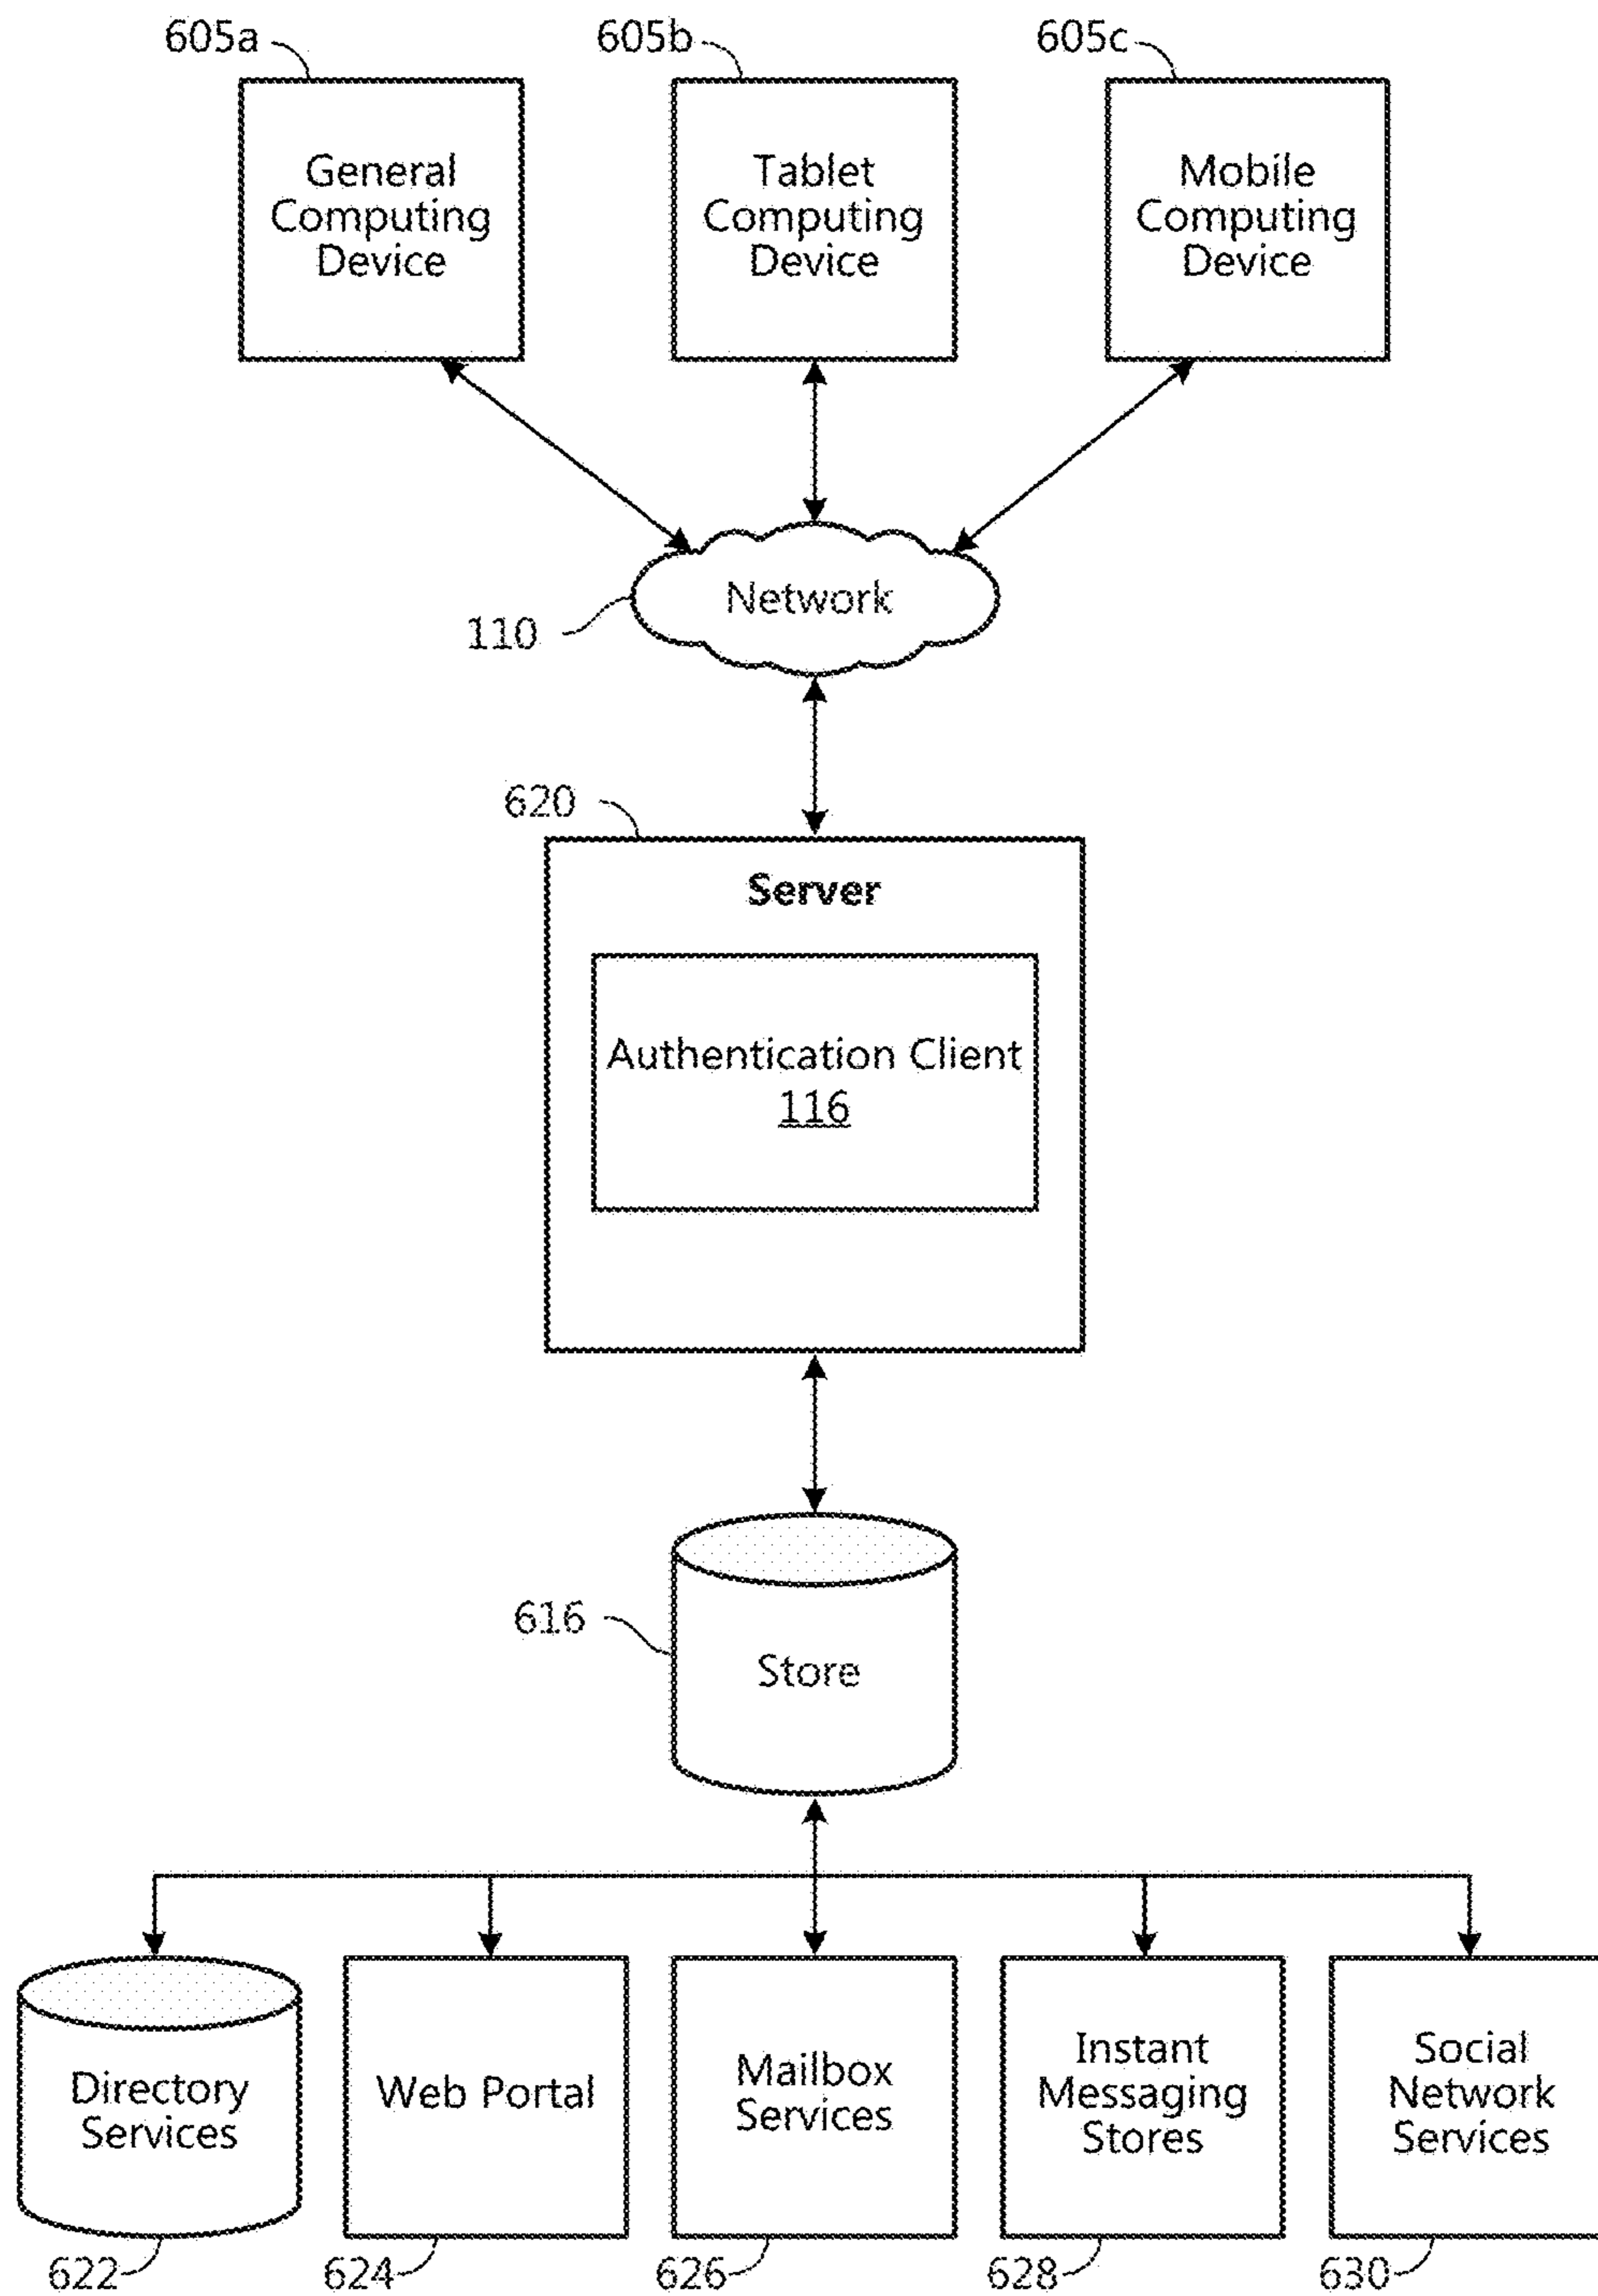 605a
605b
605c
General
Computing
Device
Tablet
Computing
Device
Mobile
Computing
Device
Network
110
620
Server
Authentication Client
116
616
Store
Directory
Services
Web Portal
Mailbox
Services
Instant
Messaging
Stores
Social
Network
Services
622
624
626
628
630